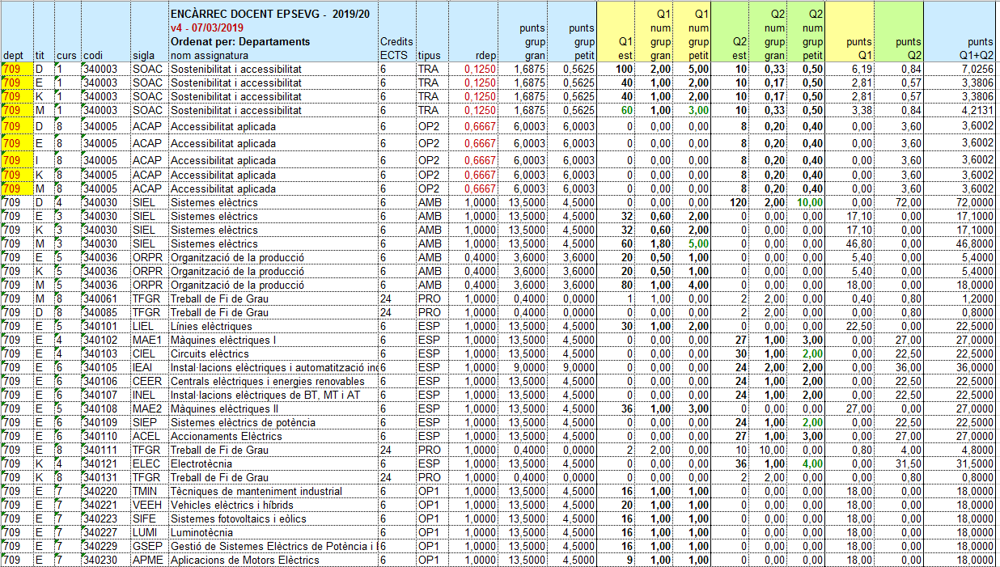 ENCÀRREC DOCENT EPSEVG - 2019/20
v4 - 07/03/2019
Ordenat per: Departaments
dept tit curs codi sigla nom assignatura Credits ECTS tipus rdep punts grup gran punts grup petit Q1 est Q1 num grup gran Q1 num grup petit Q2 est Q2 num grup gran Q2 num grup petit punts Q1 punts Q2 punts Q1+Q2
709 D 1 340003 SOAC Sostenibilitat i accessibilitat 6 TRA 0,1250 1,6875 0,5625 100 2,00 5,00 10 0,33 0,50 6,19 0,84 7,0256
709 E 1 340003 SOAC Sostenibilitat i accessibilitat 6 TRA 0,1250 1,6875 0,5625 40 1,00 2,00 10 0,17 0,50 2,81 0,57 3,3806
709 K 1 340003 SOAC Sostenibilitat i accessibilitat 6 TRA 0,1250 1,6875 0,5625 40 1,00 2,00 10 0,17 0,50 2,81 0,57 3,3806
709 M 1 340003 SOAC Sostenibilitat i accessibilitat 6 TRA 0,1250 1,6875 0,5625 60 1,00 3,00 10 0,33 0,50 3,38 0,84 4,2131
709 D 8 340005 ACAP Accessibilitat aplicada 6 OP2 0,6667 6,0003 6,0003 0 0,00 0,00 8 0,20 0,40 0,00 3,60 3,6002
709 E 8 340005 ACAP Accessibilitat aplicada 6 OP2 0,6667 6,0003 6,0003 0 0,00 0,00 8 0,20 0,40 0,00 3,60 3,6002
709 I 8 340005 ACAP Accessibilitat aplicada 6 OP2 0,6667 6,0003 6,0003 0 0,00 0,00 8 0,20 0,40 0,00 3,60 3,6002
709 K 8 340005 ACAP Accessibilitat aplicada 6 OP2 0,6667 6,0003 6,0003 0 0,00 0,00 8 0,20 0,40 0,00 3,60 3,6002
709 M 8 340005 ACAP Accessibilitat aplicada 6 OP2 0,6667 6,0003 6,0003 0 0,00 0,00 8 0,20 0,40 0,00 3,60 3,6002
709 D 4 340030 SIEL Sistemes elèctrics 6 AMB 1,0000 13,5000 4,5000 0 0,00 0,00 120 2,00 10,00 0,00 72,00 72,0000
709 E 3 340030 SIEL Sistemes elèctrics 6 AMB 1,0000 13,5000 4,5000 32 0,60 2,00 0 0,00 0,00 17,10 0,00 17,1000
709 K 3 340030 SIEL Sistemes elèctrics 6 AMB 1,0000 13,5000 4,5000 32 0,60 2,00 0 0,00 0,00 17,10 0,00 17,1000
709 M 3 340030 SIEL Sistemes elèctrics 6 AMB 1,0000 13,5000 4,5000 60 1,80 5,00 0 0,00 0,00 46,80 0,00 46,8000
709 E 5 340036 ORPR Organització de la producció 6 AMB 0,4000 3,6000 3,6000 20 0,50 1,00 0 0,00 0,00 5,40 0,00 5,4000
709 K 5 340036 ORPR Organització de la producció 6 AMB 0,4000 3,6000 3,6000 20 0,50 1,00 0 0,00 0,00 5,40 0,00 5,4000
709 M 5 340036 ORPR Organització de la producció 6 AMB 0,4000 3,6000 3,6000 80 1,00 4,00 0 0,00 0,00 18,00 0,00 18,0000
709 M 8 340061 TFGR Treball de Fi de Grau 24 PRO 1,0000 0,4000 0,0000 1 1,00 0,00 2 2,00 0,00 0,40 0,80 1,2000
709 D 8 340085 TFGR Treball de Fi de Grau 24 PRO 1,0000 0,4000 0,0000 0 0,00 0,00 2 2,00 0,00 0,00 0,80 0,8000
709 E 5 340101 LIEL Línies elèctriques 6 ESP 1,0000 13,5000 4,5000 30 1,00 2,00 0 0,00 0,00 22,50 0,00 22,5000
709 E 4 340102 MAE1 Màquines elèctriques I 6 ESP 1,0000 13,5000 4,5000 0 0,00 0,00 27 1,00 3,00 0,00 27,00 27,0000
709 E 4 340103 CIEL Circuits elèctrics 6 ESP 1,0000 13,5000 4,5000 0 0,00 0,00 30 1,00 2,00 0,00 22,50 22,5000
709 E 6 340105 IEAI Instal·lacions elèctriques i automatització in 6 ESP 1,0000 9,0000 9,0000 0 0,00 0,00 24 2,00 2,00 0,00 36,00 36,0000
709 E 6 340106 CEER Centrals elèctriques i energies renovables 6 ESP 1,0000 13,5000 4,5000 0 0,00 0,00 24 1,00 2,00 0,00 22,50 22,5000
709 E 6 340107 INEL Instal·lacions elèctriques de BT, MT i AT 6 ESP 1,0000 13,5000 4,5000 0 0,00 0,00 24 1,00 2,00 0,00 22,50 22,5000
709 E 5 340108 MAE2 Màquines elèctriques II 6 ESP 1,0000 13,5000 4,5000 36 1,00 3,00 0 0,00 0,00 27,00 0,00 27,0000
709 E 6 340109 SIEP Sistemes elèctrics de potència 6 ESP 1,0000 13,5000 4,5000 0 0,00 0,00 24 1,00 2,00 0,00 22,50 22,5000
709 E 6 340110 ACEL Accionaments Elèctrics 6 ESP 1,0000 13,5000 4,5000 0 0,00 0,00 27 1,00 3,00 0,00 27,00 27,0000
709 E 8 340111 TFGR Treball de Fi de Grau 24 PRO 1,0000 0,4000 0,0000 2 2,00 0,00 10 10,00 0,00 0,80 4,00 4,8000
709 K 4 340121 ELEC Electrotècnia 6 ESP 1,0000 13,5000 4,5000 0 0,00 0,00 36 1,00 4,00 0,00 31,50 31,5000
709 K 8 340131 TFGR Treball de Fi de Grau 24 PRO 1,0000 0,4000 0,0000 0 0,00 0,00 2 2,00 0,00 0,00 0,80 0,8000
709 E 7 340220 TMIN Tècniques de manteniment industrial 6 OP1 1,0000 13,5000 4,5000 16 1,00 1,00 0 0,00 0,00 18,00 0,00 18,0000
709 E 7 340221 VEEH Vehicles elèctrics i híbrids 6 OP1 1,0000 13,5000 4,5000 20 1,00 1,00 0 0,00 0,00 18,00 0,00 18,0000
709 E 7 340223 SIFE Sistemes fotovoltaics i eòlics 6 OP1 1,0000 13,5000 4,5000 16 1,00 1,00 0 0,00 0,00 18,00 0,00 18,0000
709 E 7 340227 LUMI Luminotècnia 6 OP1 1,0000 13,5000 4,5000 16 1,00 1,00 0 0,00 0,00 18,00 0,00 18,0000
709 E 7 340229 GSEP Gestió de Sistemes Elèctrics de Potència i 6 OP1 1,0000 13,5000 4,5000 16 1,00 1,00 0 0,00 0,00 18,00 0,00 18,0000
709 E 7 340230 APME Aplicacions de Motors Elèctrics 6 OP1 1,0000 13,5000 4,5000 9 1,00 1,00 0 0,00 0,00 18,00 0,00 18,0000